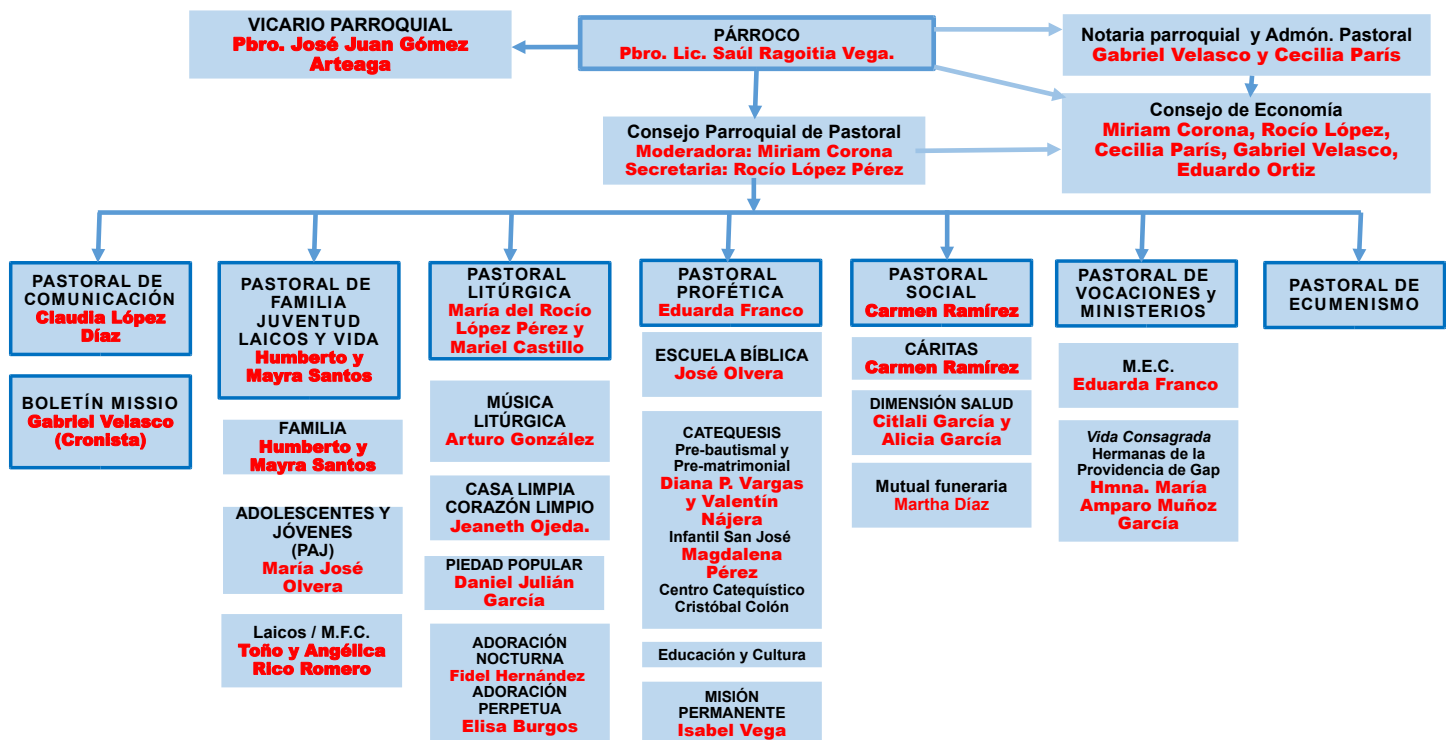 VICARIO PARROQUIAL
Pbro. José Juan Gómez
Arteaga
PÁRROCO
Pbro. Lic. Saúl Ragoitia Vega.
Notaria parroquial y Admón. Pastoral
Gabriel Velasco y Cecilia París
Consejo Parroquial de Pastoral
Moderadora: Miriam Corona
Secretaria: Rocío López Pérez
Consejo de Economía
Miriam Corona, Rocío López,
Cecilia París, Gabriel Velasco,
Eduardo Ortiz
PASTORAL DE
COMUNICACIÓN
Claudia López
Díaz
BOLETÍN MISSIO
Gabriel Velasco
(Cronista)
PASTORAL DE
FAMILIA
JUVENTUD
LAICOS Y VIDA
Humberto y
Mayra Santos
FAMILIA
Humberto y
Mayra Santos
ADOLESCENTES Y
JÓVENES
(PAJ)
María José
Olvera
Laicos / M.F.C.
Toño y Angélica
Rico Romero
PASTORAL
LITÚRGICA
María del Rocío
López Pérez y
Mariel Castillo
MÚSICA
LITÚRGICA
Arturo González
CASA LIMPIA
CORAZÓN LIMPIO
Jeaneth Ojeda.
PIEDAD POPULAR
Daniel Julián
García
ADORACIÓN
NOCTURNA
Fidel Hernández
ADORACIÓN
PERPETUA
Elisa Burgos
PASTORAL
PROFÉTICA
Eduarda Franco
ESCUELA BÍBLICA
José Olvera
CATEQUESIS
Pre-bautismal y
Pre-matrimonial
Diana P. Vargas
y Valentín
Nájera
Infantil San José
Magdalena
Pérez
Centro Catequístico
Cristóbal Colón
Educación y Cultura
MISIÓN
PERMANENTE
Isabel Vega
PASTORAL
SOCIAL
Carmen Ramírez
CÁRITAS
Carmen Ramírez
DIMENSIÓN SALUD
Citlali García y
Alicia García
Mutual funeraria
Martha Díaz
PASTORAL DE
VOCACIONES y
MINISTERIOS
M.E.C.
Eduarda Franco
Vida Consagrada
Hermanas de la
Providencia de Gap
Hmna. María
Amparo Muñoz
García
PASTORAL DE
ECUMENISMO